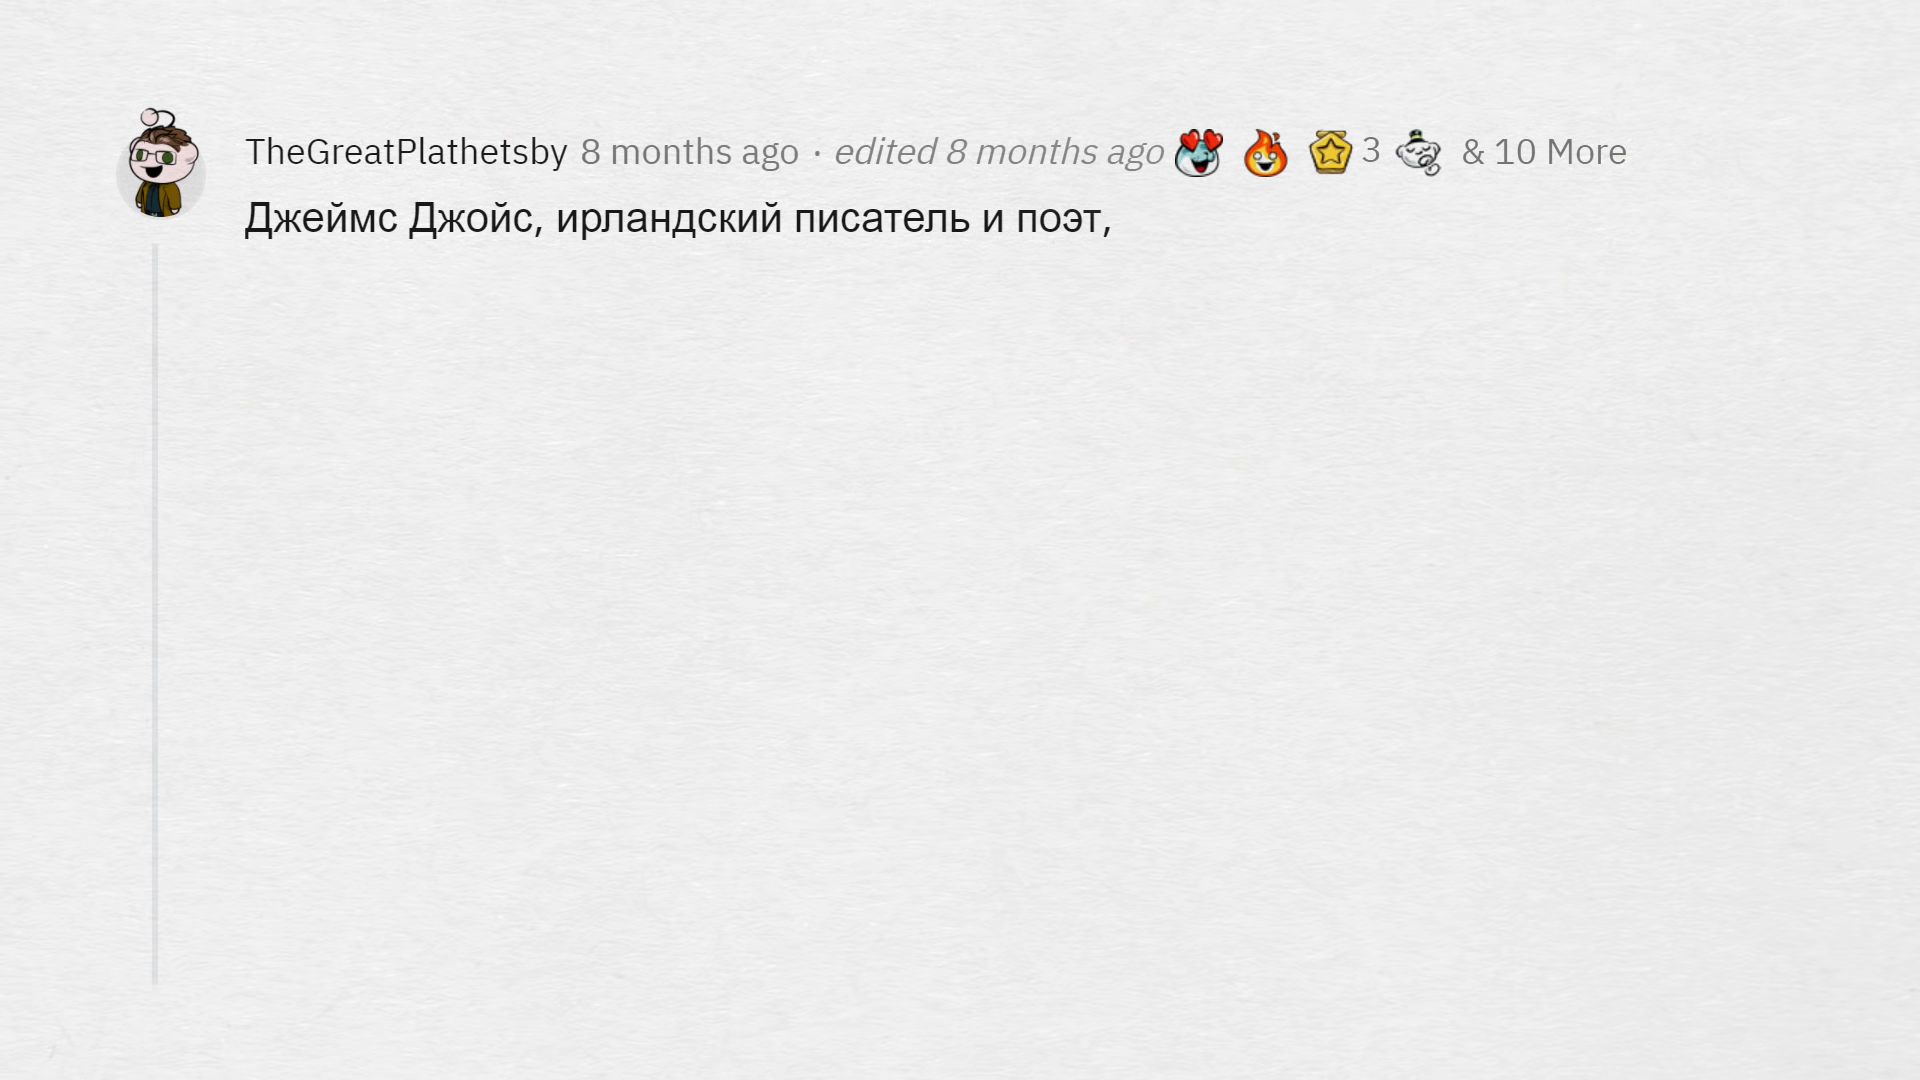 TheGreatPlathetsby 8 months ago · edited 8 months ago 3 & 10 More
Джеймс Джойс, ирландский писатель и поэт,